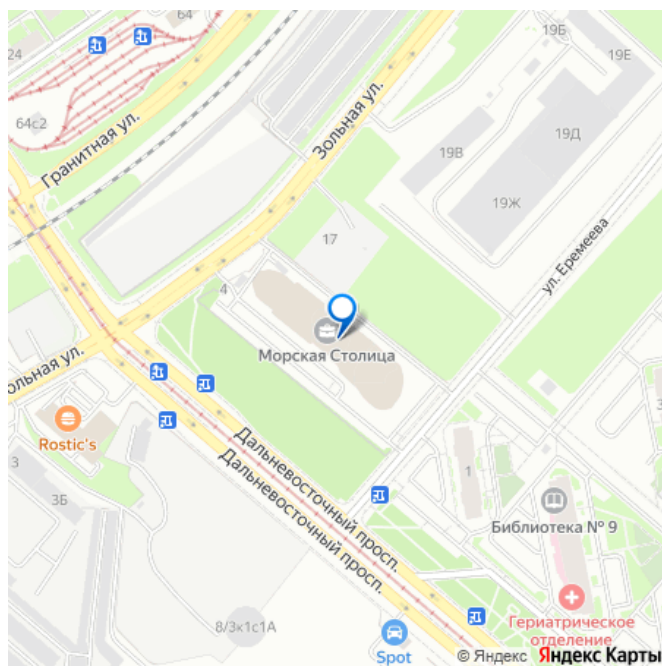 64
24
19Б
19Е
64с2
Зольная ул.
Гранитная ул.
19В
19Д
19Ж
17
ул. Еремеева
4
Морская Столица
ольная ул.
Rostic's
3
3Б
Дальневосточный просп.
Дальневосточный просп.
1
Библиотека № 9
8/3к1с1А
Гериатрическое
отделение
Spot
© Яндекс Яндекс Карты